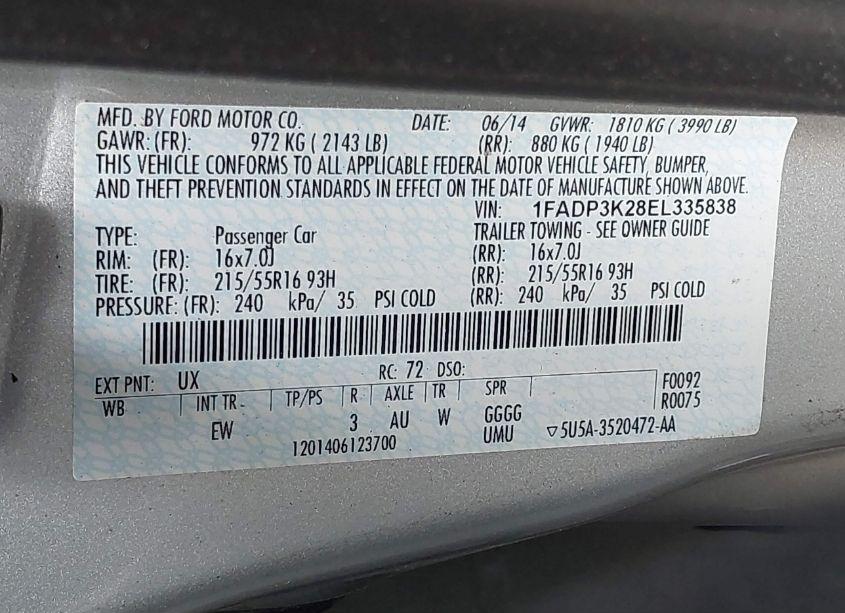 MFD. BY FORD MOTOR CO. DATE: 06/14 GVWR: 1810 KG ( 3990 LB)
GAWR: (FR): 972 KG ( 2143 LB) (RR): 880 KG ( 1940 LB)
THIS VEHICLE CONFORMS TO ALL APPLICABLE FEDERAL MOTOR VEHICLE SAFETY, BUMPER,
AND THEFT PREVENTION STANDARDS IN EFFECT ON THE DATE OF MANUFACTURE SHOWN ABOVE.
VIN: 1FADP3K28EL335838
TYPE: Passenger Car TRAILER TOWING - SEE OWNER GUIDE
RIM: (FR): 16x7.0J (RR): 16x7.0J
TIRE: (FR): 215/55R16 93H (RR): 215/55R16 93H
PRESSURE: (FR): 240 kPa/ 35 PSI COLD (RR): 240 kPa/ 35 PSI COLD
EXT PNT: UX RC: 72 DSO: F0092
WB INT TR TP/PS R AXLE TR SPR R0075
EW 3 AU W GGGG
1201406123700 UMU ▽5U5A-3520472-AA